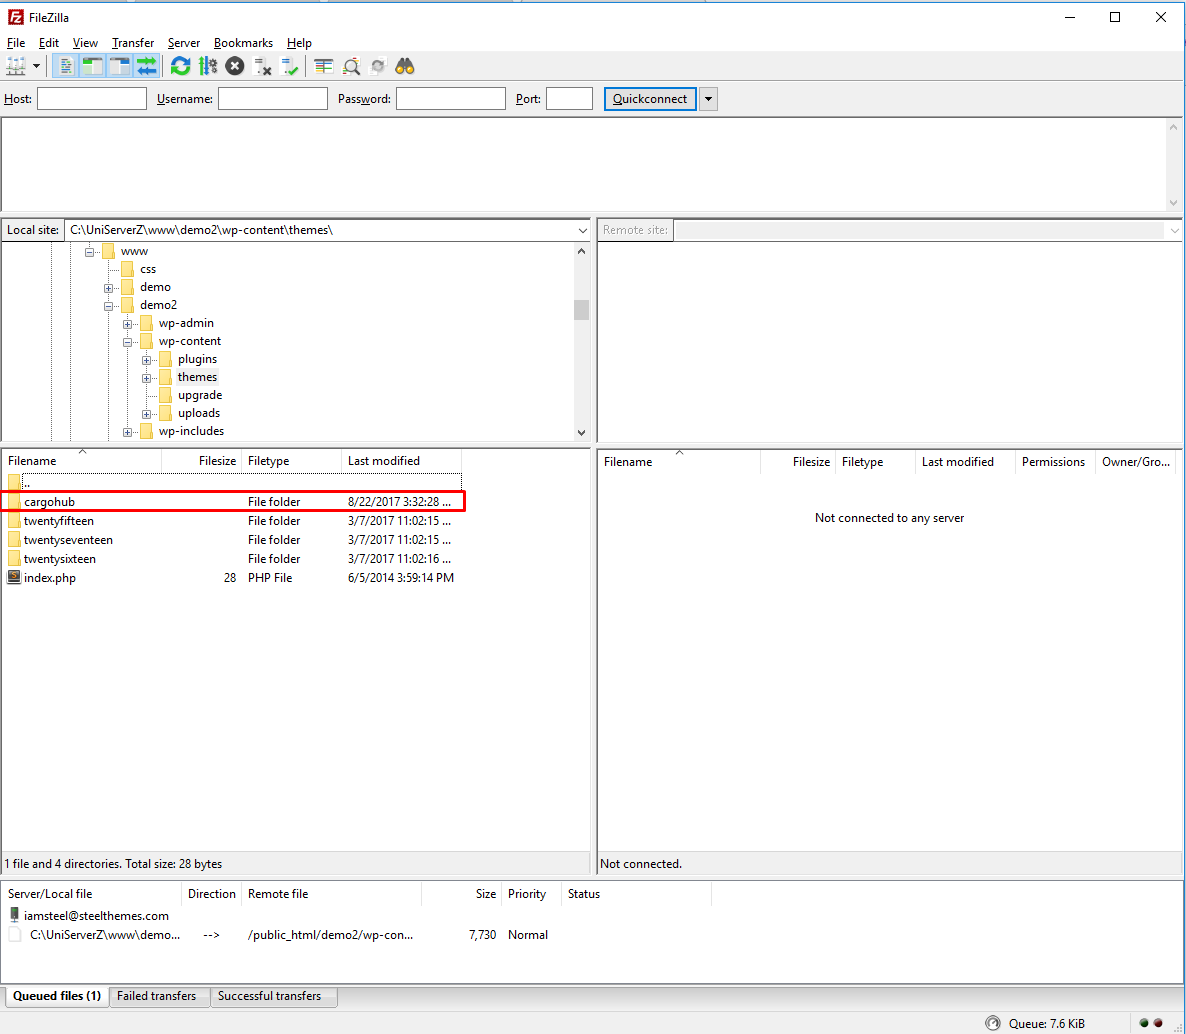 FileZilla
File Edit View Transfer Server Bookmarks Help
Host: Username: Password: Port: Quickconnect
Local site: C:\UniServerZ\www\demo2\wp-content\themes\
Remote site:
www
css
demo
demo2
wp-admin
wp-content
plugins
themes
upgrade
uploads
wp-includes
Filename Filesize Filetype Last modified
..
cargohub File folder 8/22/2017 3:32:28 ...
twentyfifteen File folder 3/7/2017 11:02:15 ...
twentyseventeen File folder 3/7/2017 11:02:15 ...
twentysixteen File folder 3/7/2017 11:02:16 ...
index.php 28 PHP File 6/5/2014 3:59:14 PM
1 file and 4 directories. Total size: 28 bytes
Filename Filesize Filetype Last modified Permissions Owner/Gro...
Not connected to any server
Not connected.
Server/Local file Direction Remote file Size Priority Status
iamsteel@steelthemes.com
C:\UniServerZ\www\demo... --> /public_html/demo2/wp-con... 7,730 Normal
Queued files (1) Failed transfers Successful transfers
Queue: 7.6 KiB